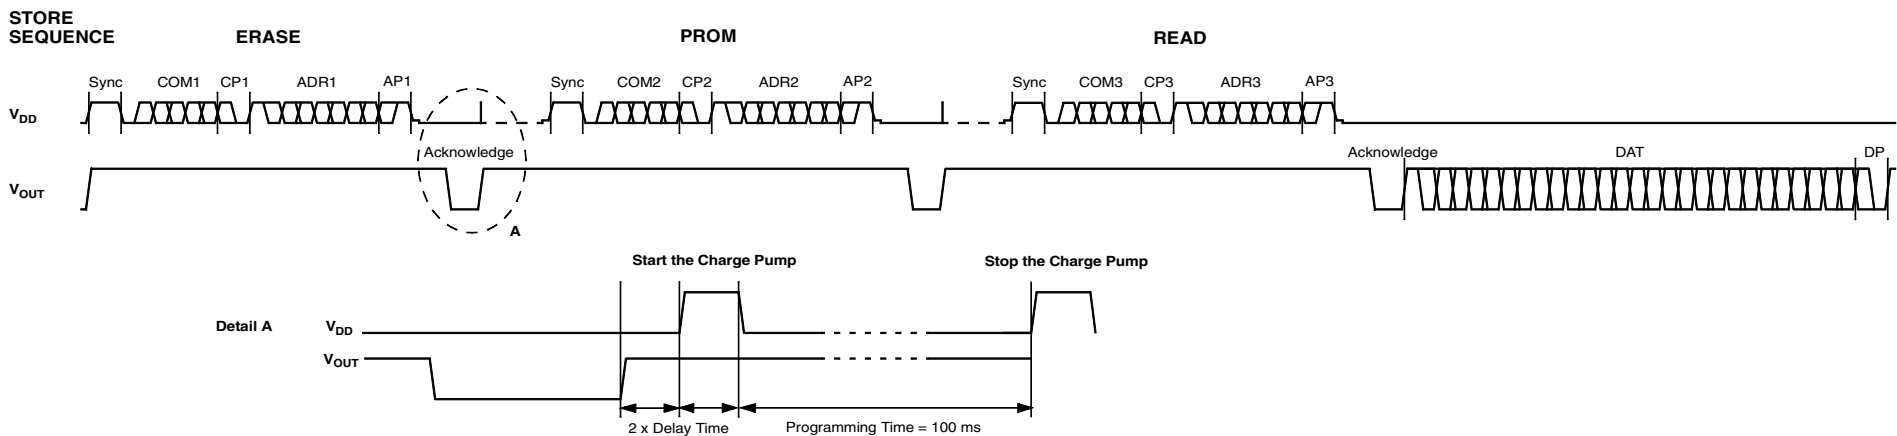 STORE
SEQUENCE
ERASE
PROM
READ
Sync COM1 CP1 ADR1 AP1
Sync COM2 CP2 ADR2 AP2
Sync COM3 CP3 ADR3 AP3
VDD
Acknowledge
Acknowledge
DAT
DP
VOUT
A
Start the Charge Pump
Stop the Charge Pump
Detail A
VDD
VOUT
2 x Delay Time
Programming Time = 100 ms